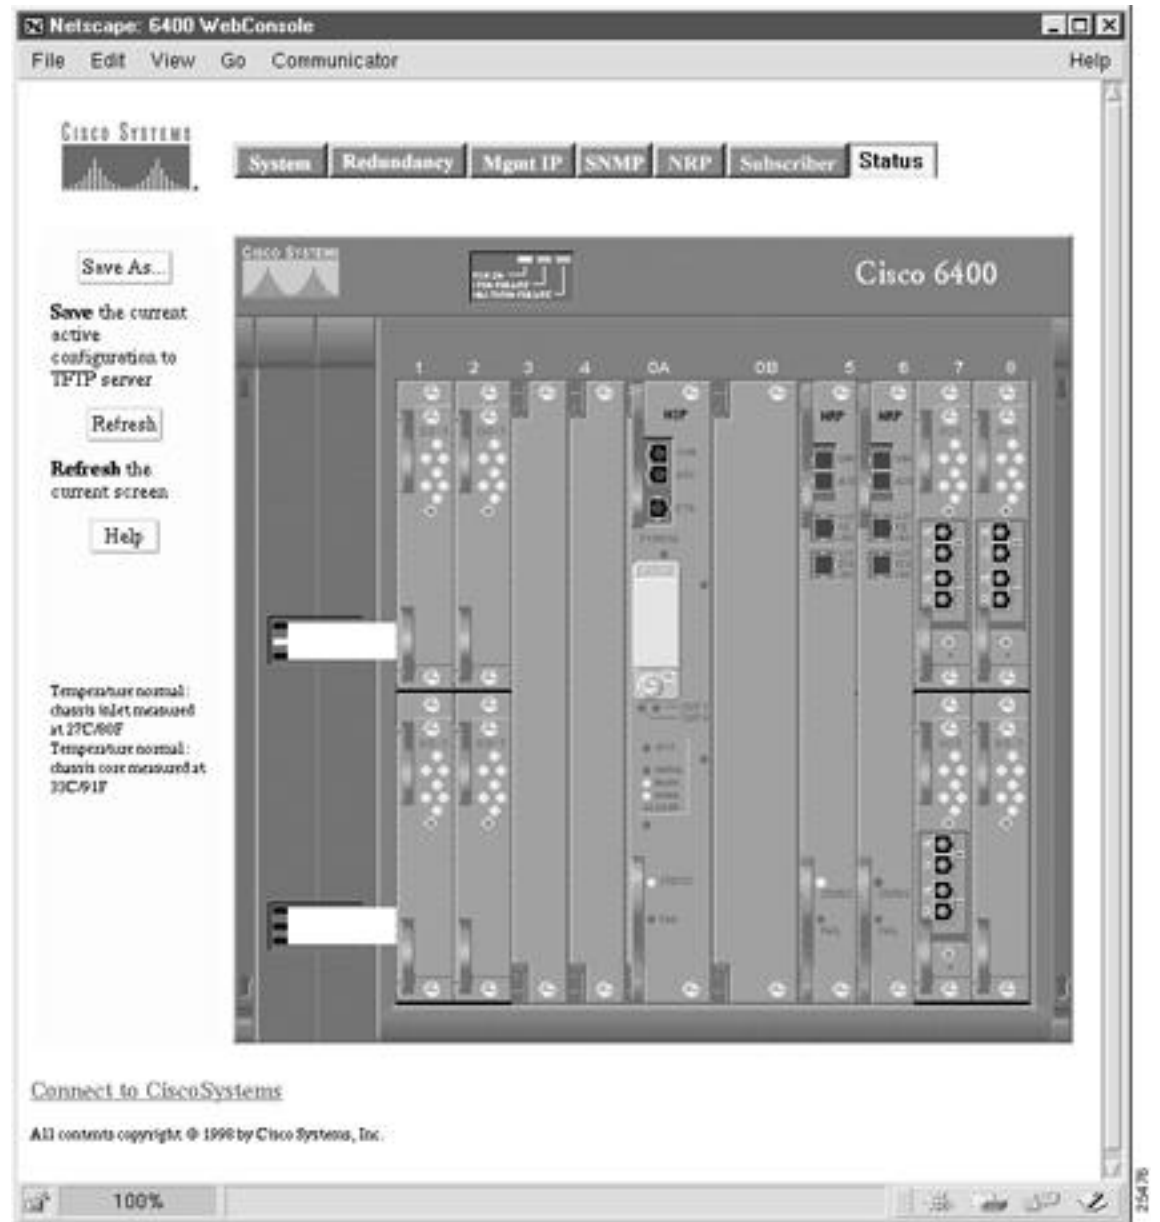 Netscape: 6400 WebConsole
File Edit View Go Communicator Help
CISCO SYSTEMS
System Redundancy Mgmt IP SNMP NRP Subscriber Status
Save As...
Save the current
active
configuration to
TFTP server
Refresh
Refresh the
current screen
Help
Temperature normal:
chassis inlet measured
at 27C/80F
Temperature normal:
chassis core measured at
33C/91F
CISCO SYSTEMS
Cisco 6400
1 2 3 4 0A 0B 5 6 7 8
NSP NRP NRP
Connect to CiscoSystems
All contents copyright © 1998 by Cisco Systems, Inc.
100%
25476